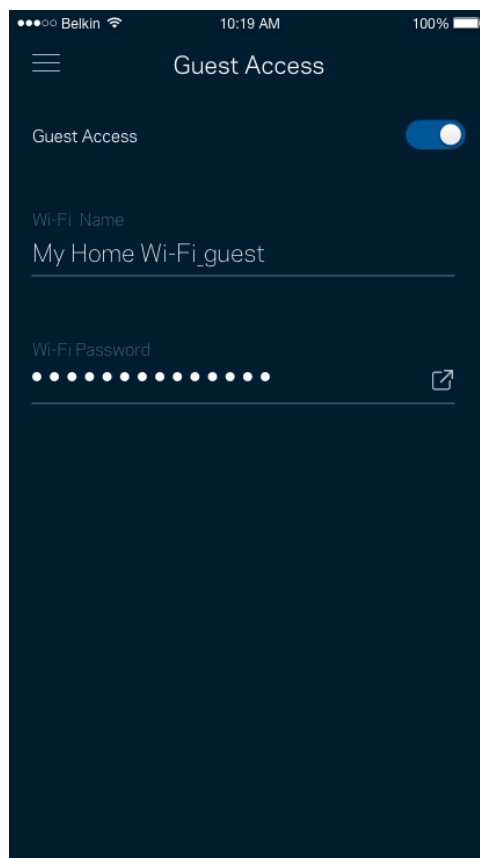 ●●●○○ Belkin 10:19 AM 100%
Guest Access
Guest Access
Wi-Fi Name
My Home Wi-Fi_guest
Wi-Fi Password
●●●●●●●●●●●●●●